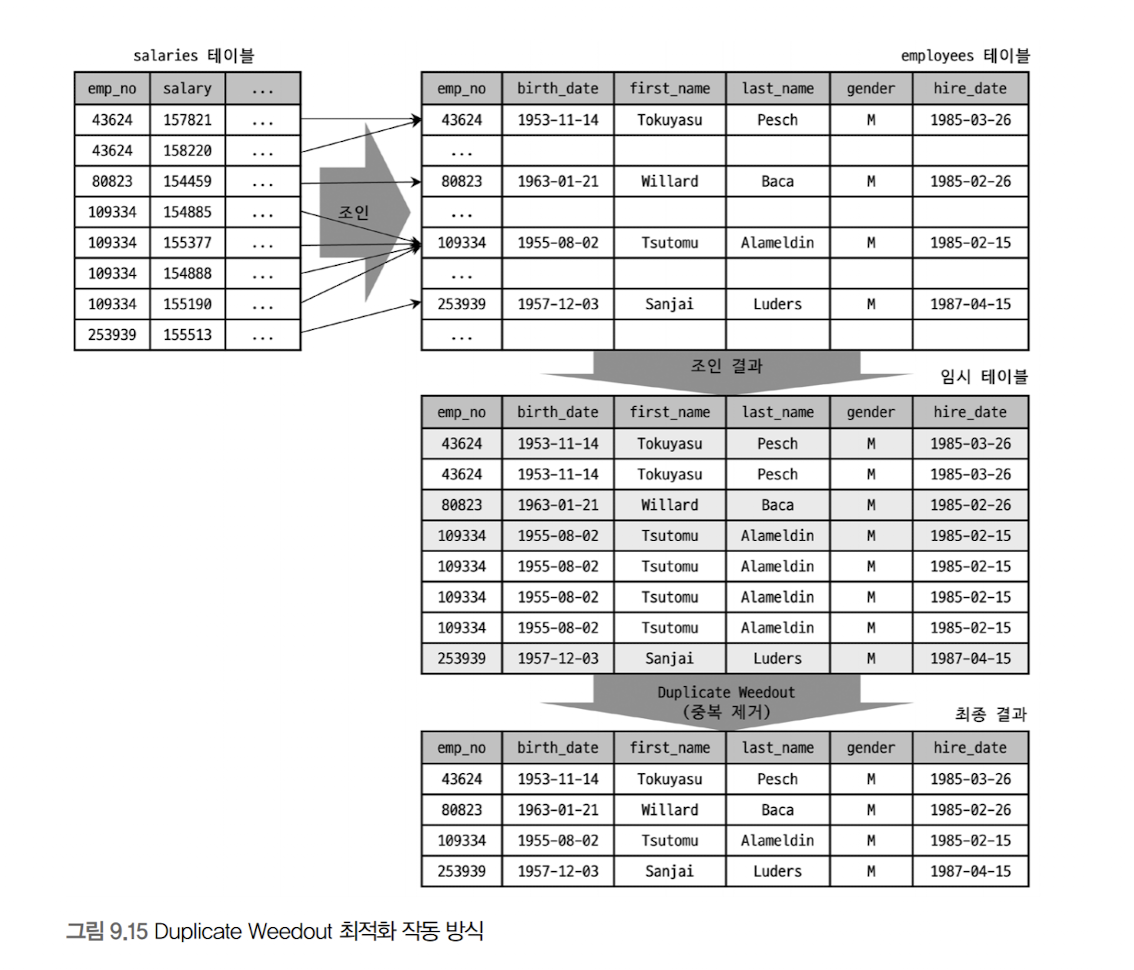 salaries 테이블
emp_no salary ...
43624 157821 ...
43624 158220 ...
80823 154459 ...
109334 154885 ...
109334 155377 ...
109334 154888 ...
109334 155190 ...
253939 155513 ...
조인
employees 테이블
emp_no birth_date first_name last_name gender hire_date
43624 1953-11-14 Tokuyasu Pesch M 1985-03-26
...
80823 1963-01-21 Willard Baca M 1985-02-26
...
109334 1955-08-02 Tsutomu Alameldin M 1985-02-15
...
253939 1957-12-03 Sanjai Luders M 1987-04-15
...
조인 결과
임시 테이블
emp_no birth_date first_name last_name gender hire_date
43624 1953-11-14 Tokuyasu Pesch M 1985-03-26
43624 1953-11-14 Tokuyasu Pesch M 1985-03-26
80823 1963-01-21 Willard Baca M 1985-02-26
109334 1955-08-02 Tsutomu Alameldin M 1985-02-15
109334 1955-08-02 Tsutomu Alameldin M 1985-02-15
109334 1955-08-02 Tsutomu Alameldin M 1985-02-15
109334 1955-08-02 Tsutomu Alameldin M 1985-02-15
253939 1957-12-03 Sanjai Luders M 1987-04-15
Duplicate Weedout
(중복 제거)
최종 결과
emp_no birth_date first_name last_name gender hire_date
43624 1953-11-14 Tokuyasu Pesch M 1985-03-26
80823 1963-01-21 Willard Baca M 1985-02-26
109334 1955-08-02 Tsutomu Alameldin M 1985-02-15
253939 1957-12-03 Sanjai Luders M 1987-04-15
그림 9.15 Duplicate Weedout 최적화 작동 방식